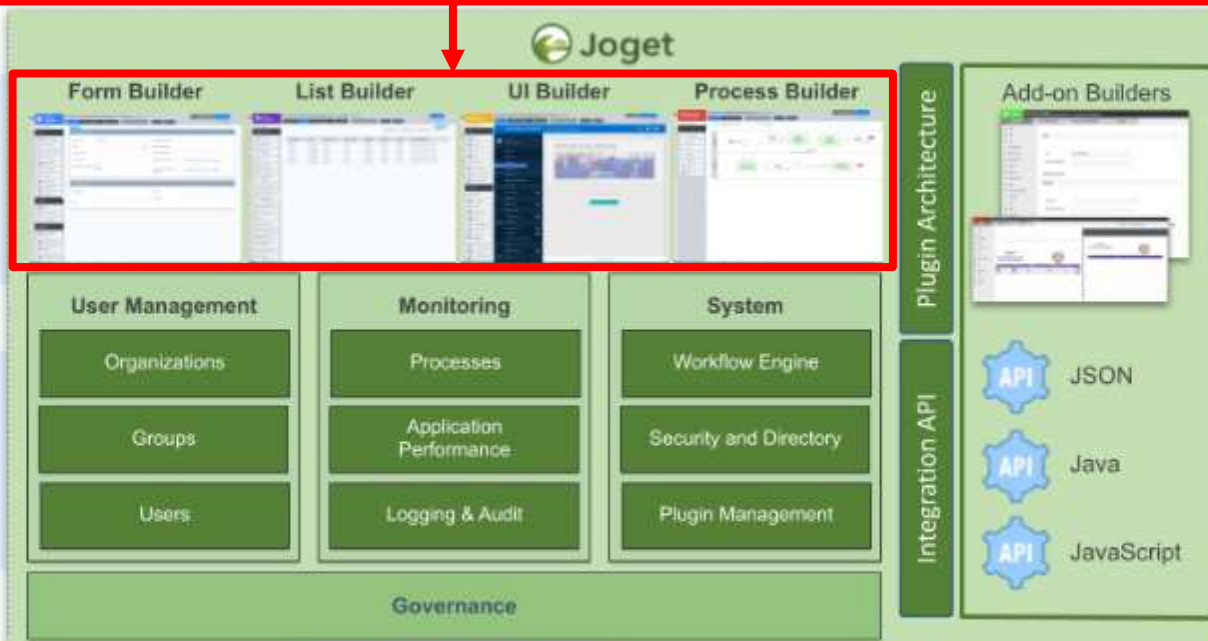 Joget
Form Builder
List Builder
UI Builder
Process Builder
Plugin Architecture
Add-on Builders
User Management
Organizations
Groups
Users
Monitoring
Processes
Application
Performance
Logging & Audit
System
Workflow Engine
Security and Directory
Plugin Management
Integration API
API
JSON
API
Java
API
JavaScript
Governance